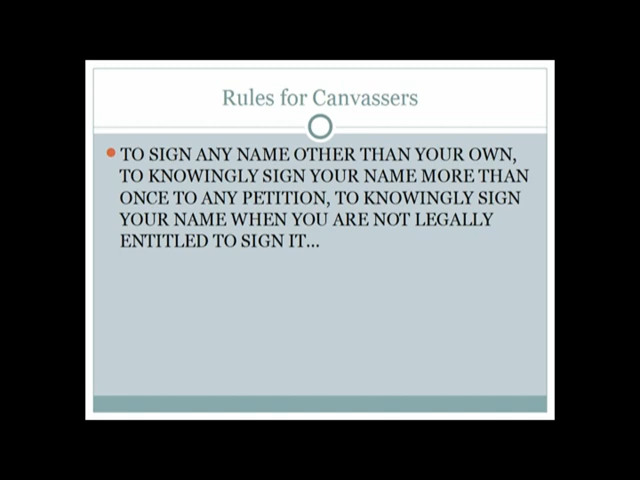 Rules for Canvassers
TO SIGN ANY NAME OTHER THAN YOUR OWN,
TO KNOWINGLY SIGN YOUR NAME MORE THAN
ONCE TO ANY PETITION, TO KNOWINGLY SIGN
YOUR NAME WHEN YOU ARE NOT LEGALLY
ENTITLED TO SIGN IT…